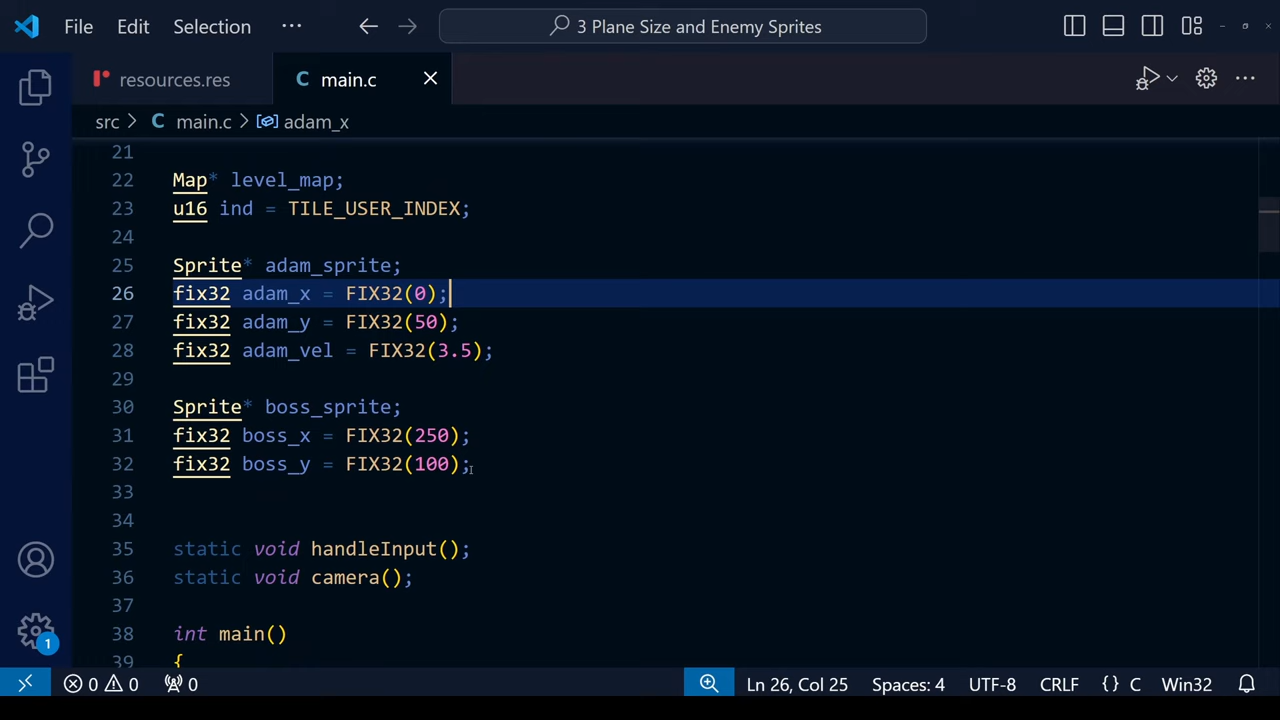 File Edit Selection ··· 3 Plane Size and Enemy Sprites
resources.res main.c
src > C main.c > adam_x
21
22 Map* level_map;
23 u16 ind = TILE_USER_INDEX;
24
25 Sprite* adam_sprite;
26 fix32 adam_x = FIX32(0);
27 fix32 adam_y = FIX32(50);
28 fix32 adam_vel = FIX32(3.5);
29
30 Sprite* boss_sprite;
31 fix32 boss_x = FIX32(250);
32 fix32 boss_y = FIX32(100);
33
34
35 static void handleInput();
36 static void camera();
37
38 int main()
39 {
1
0 0 0 Ln 26, Col 25 Spaces: 4 UTF-8 CRLF {} C Win32